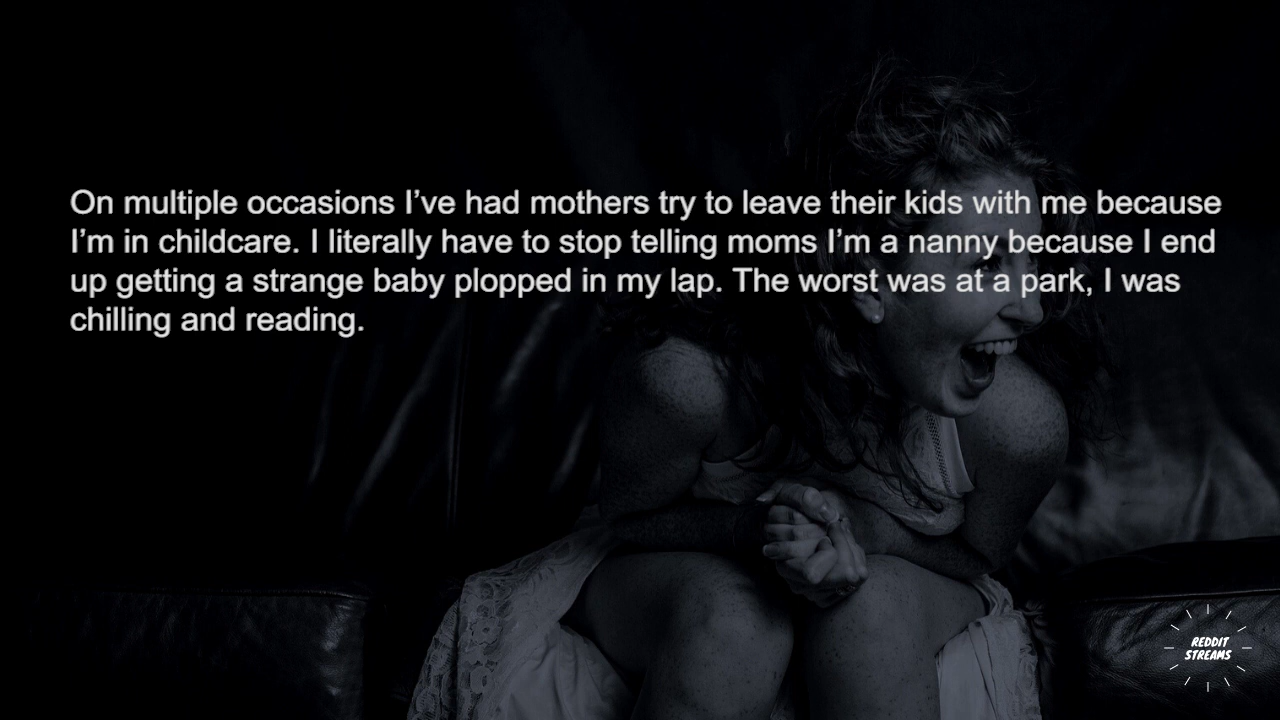 On multiple occasions I’ve had mothers try to leave their kids with me because
I’m in childcare. I literally have to stop telling moms I’m a nanny because I end
up getting a strange baby plopped in my lap. The worst was at a park, I was
chilling and reading.
REDDIT
STREAMS